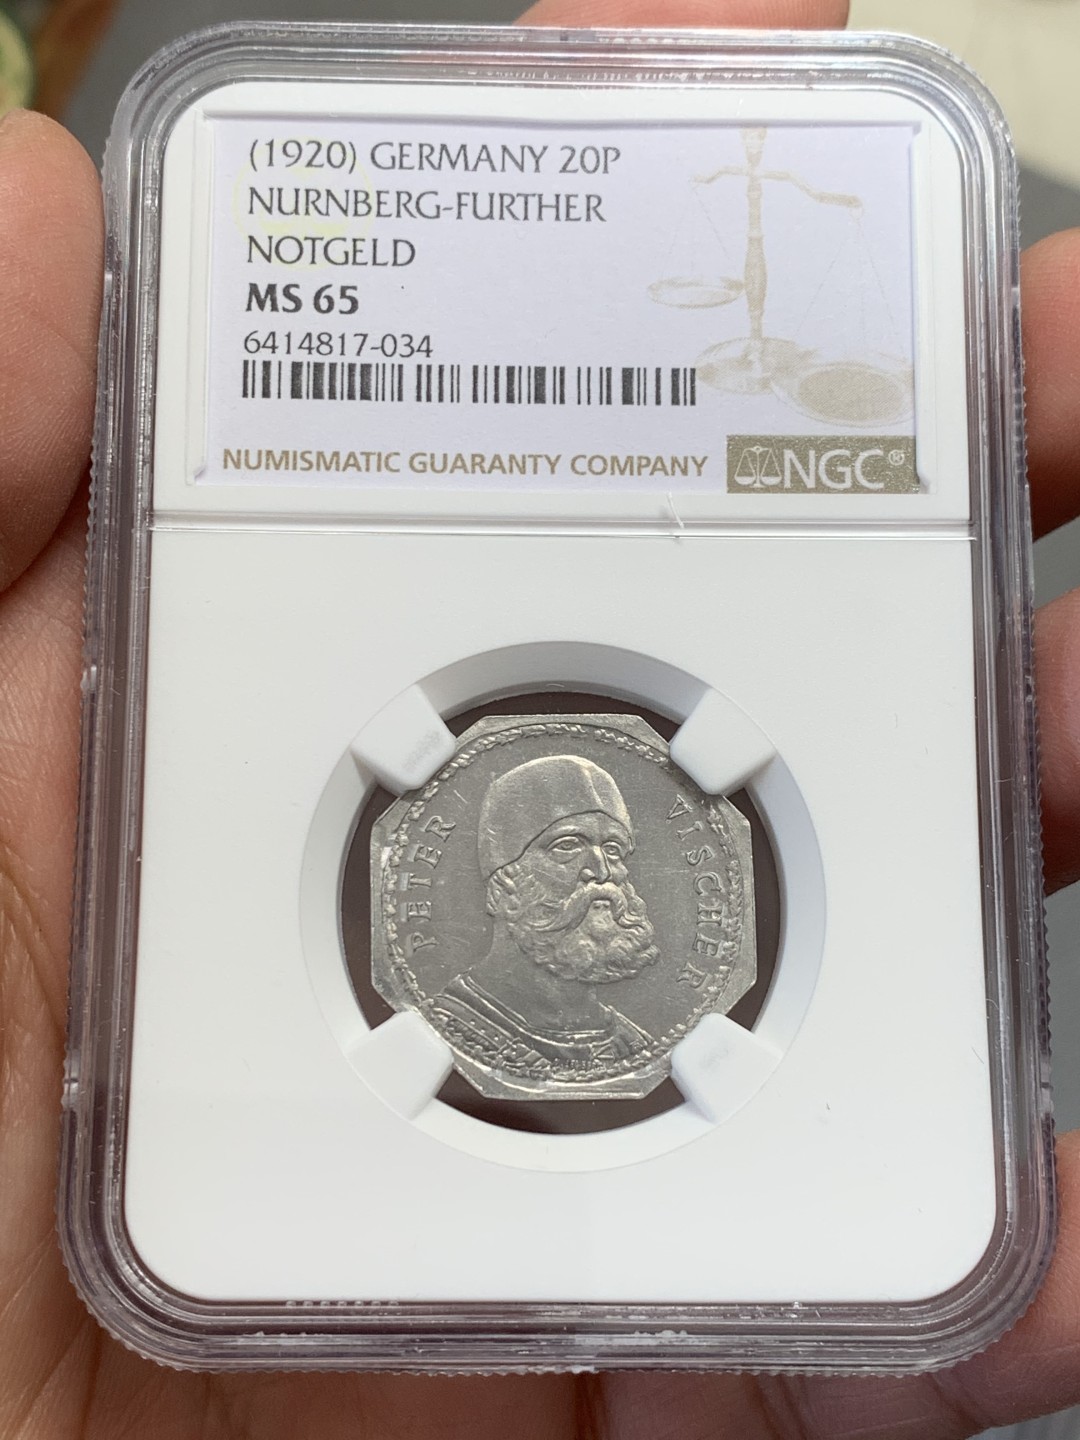 (1920) GERMANY 20P
NURNBERG-FURTHER
NOTGELD
MS 65
6414817-034
NUMISMATIC GUARANTY COMPANY
NGC®
PETER VISCHER